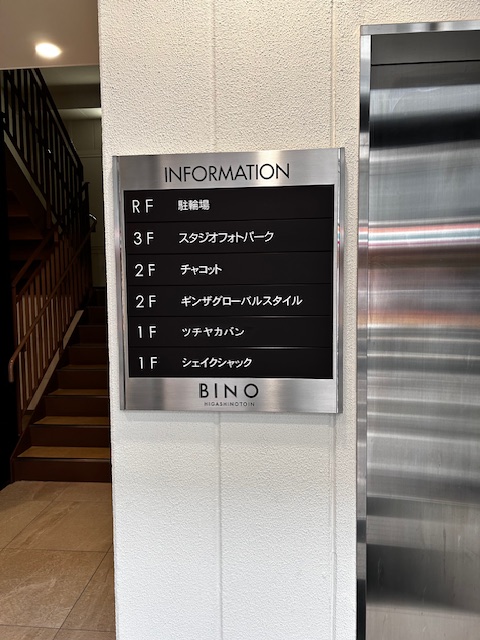 INFORMATION
RF 駐輪場
3F スタジオフォトパーク
2F チャコット
2F ギンザグローバルスタイル
1F ツチヤカバン
1F シェイクシャック
BINO
HIGASHINOTOIN